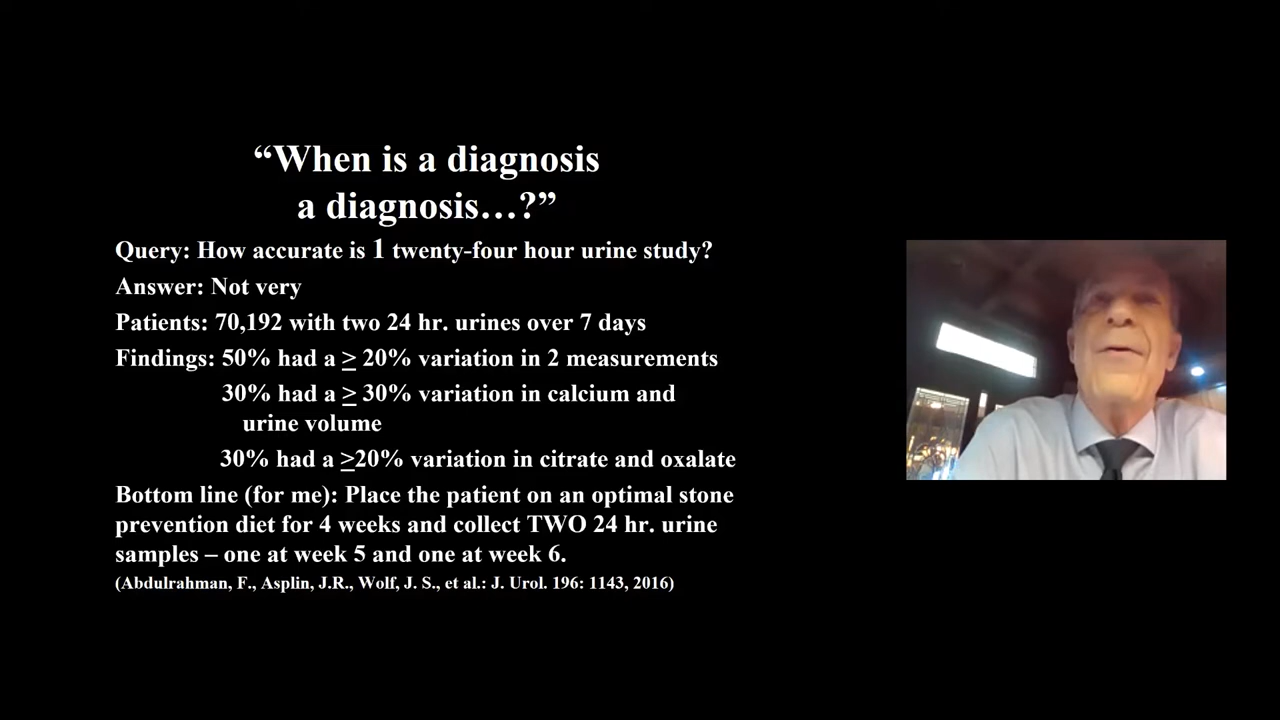 “When is a diagnosis
a diagnosis…?”
Query: How accurate is 1 twenty-four hour urine study?
Answer: Not very
Patients: 70,192 with two 24 hr. urines over 7 days
Findings: 50% had a ≥ 20% variation in 2 measurements
30% had a ≥ 30% variation in calcium and
urine volume
30% had a ≥20% variation in citrate and oxalate
Bottom line (for me): Place the patient on an optimal stone
prevention diet for 4 weeks and collect TWO 24 hr. urine
samples – one at week 5 and one at week 6.
(Abdulrahman, F., Asplin, J.R., Wolf, J. S., et al.: J. Urol. 196: 1143, 2016)